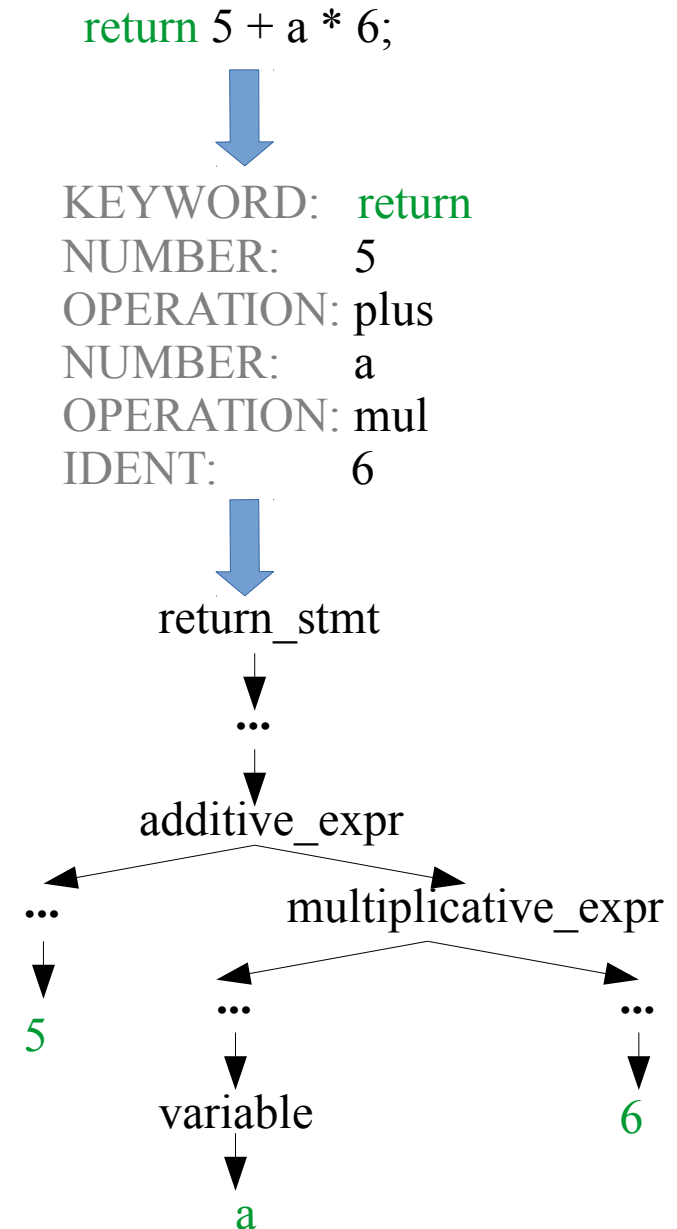 return 5 + a * 6;
KEYWORD: return
NUMBER: 5
OPERATION: plus
NUMBER: a
OPERATION: mul
IDENT: 6
return_stmt
...
additive_expr
... multiplicative_expr
... ...
5
variable 6
a